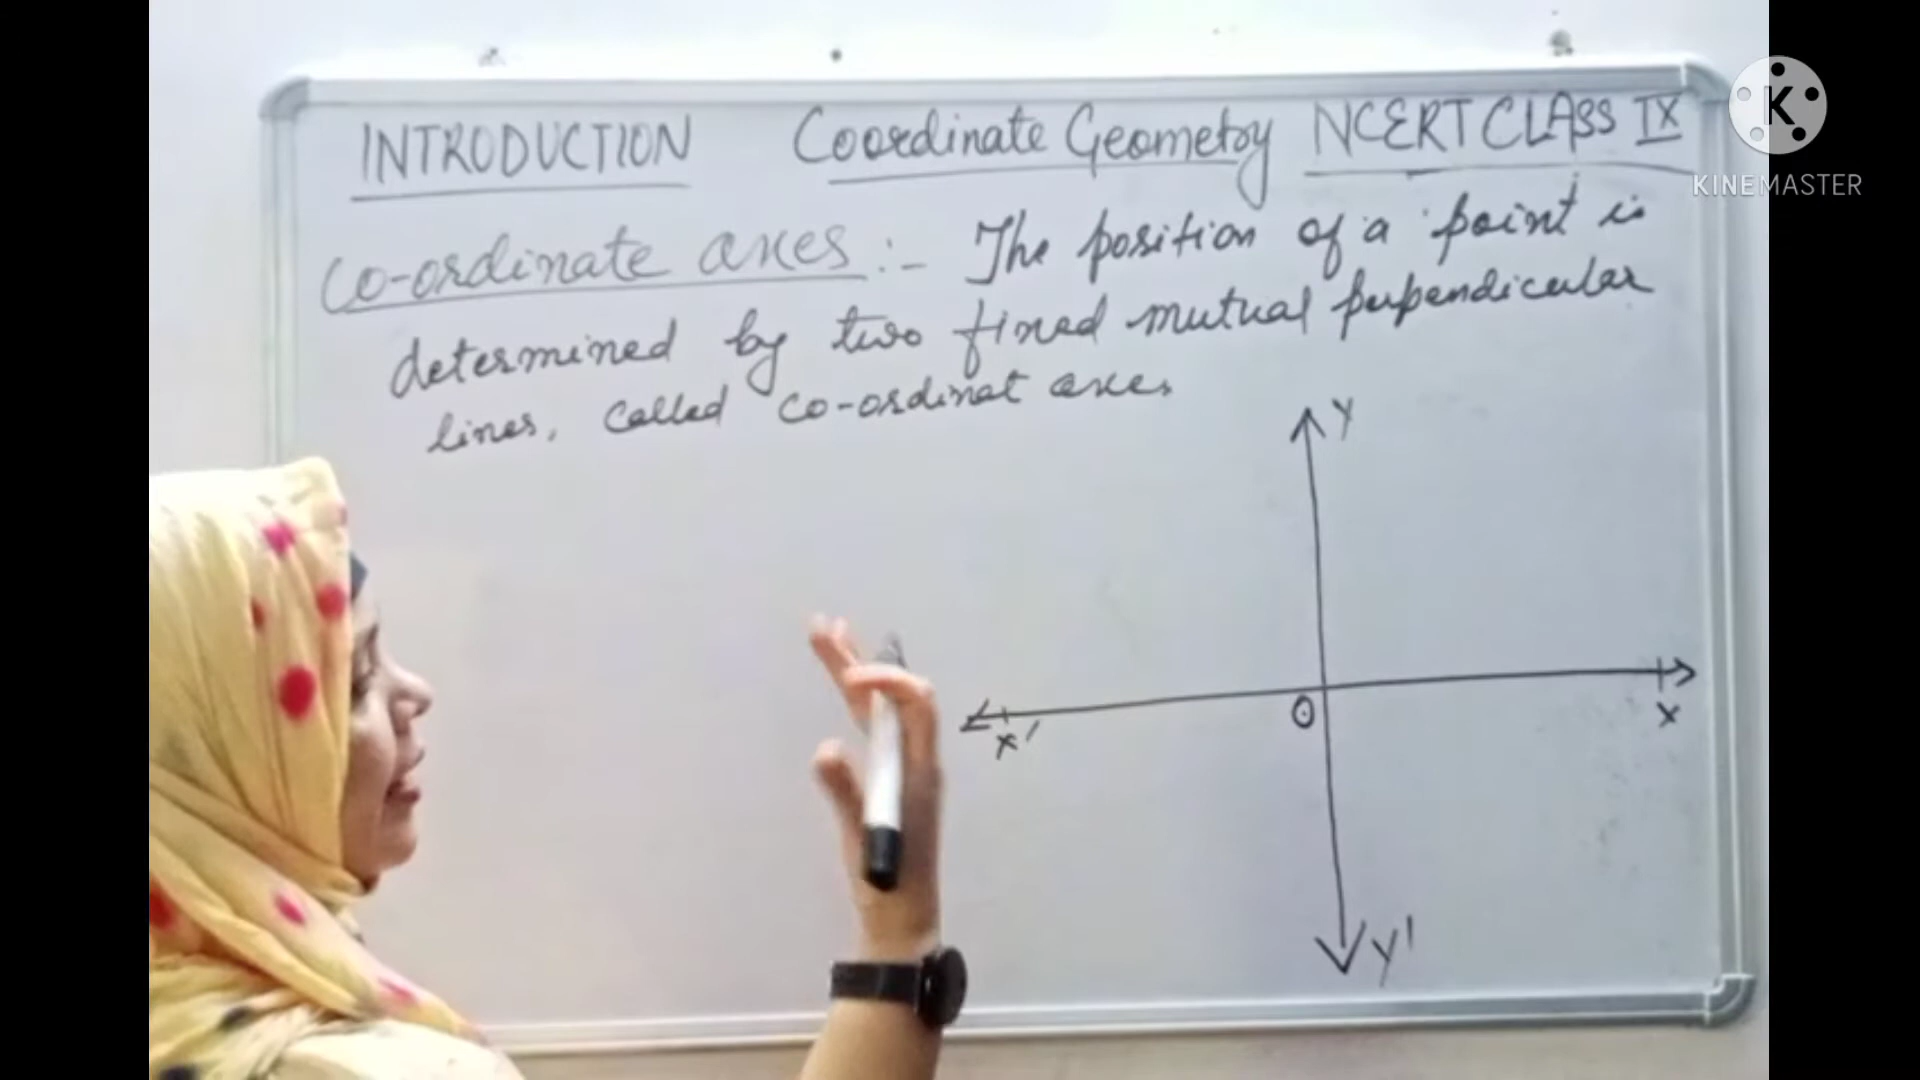 INTRODUCTION Coordinate Geometry NCERT CLASS IX
Co-ordinate axes :- The position of a point is
determined by two fixed mutual perpendicular
lines, called co-ordinat axes
Y
O
X
X'
Y'
K
KINEMASTER